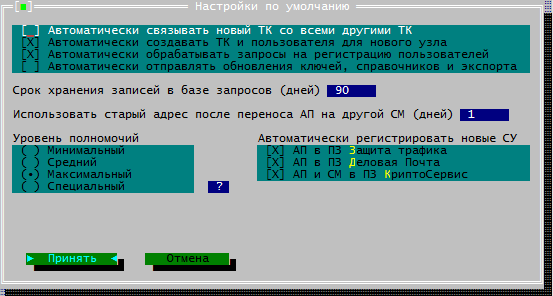 [■] Настройки по умолчанию
[ ] Автоматически связывать новый ТК со всеми другими ТК
[X] Автоматически создавать ТК и пользователя для нового узла
[X] Автоматически обрабатывать запросы на регистрацию пользователей
[ ] Автоматически отправлять обновления ключей, справочников и экспорта
Срок хранения записей в базе запросов (дней) 90
Использовать старый адрес после переноса АП на другой СМ (дней) 1
Уровень полномочий
( ) Минимальный
( ) Средний
(•) Максимальный
( ) Специальный ?
Автоматически регистрировать новые СУ
[X] АП в ПЗ Защита трафика
[X] АП в ПЗ Деловая Почта
[X] АП и СМ в ПЗ КриптоСервис
► Принять ◄ Отмена